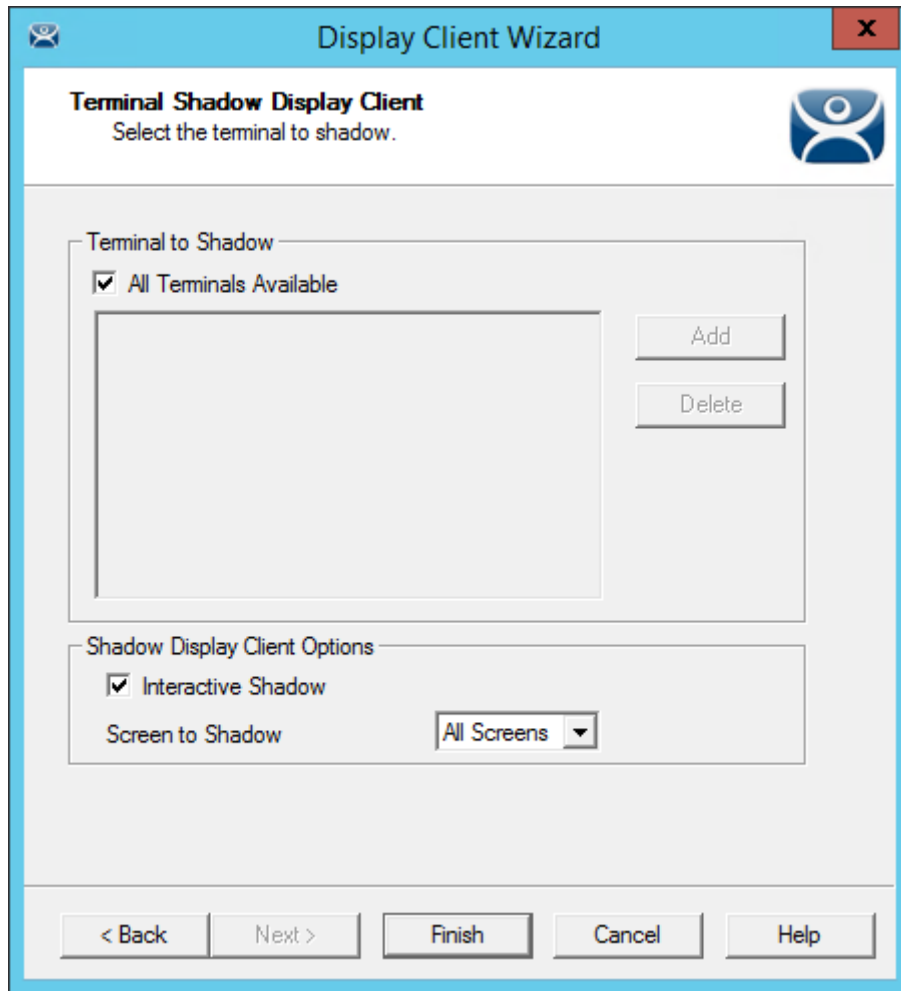 Display Client Wizard
x
Terminal Shadow Display Client
Select the terminal to shadow.
Terminal to Shadow
All Terminals Available
Add
Delete
Shadow Display Client Options
Interactive Shadow
Screen to Shadow All Screens
< Back Next > Finish Cancel Help